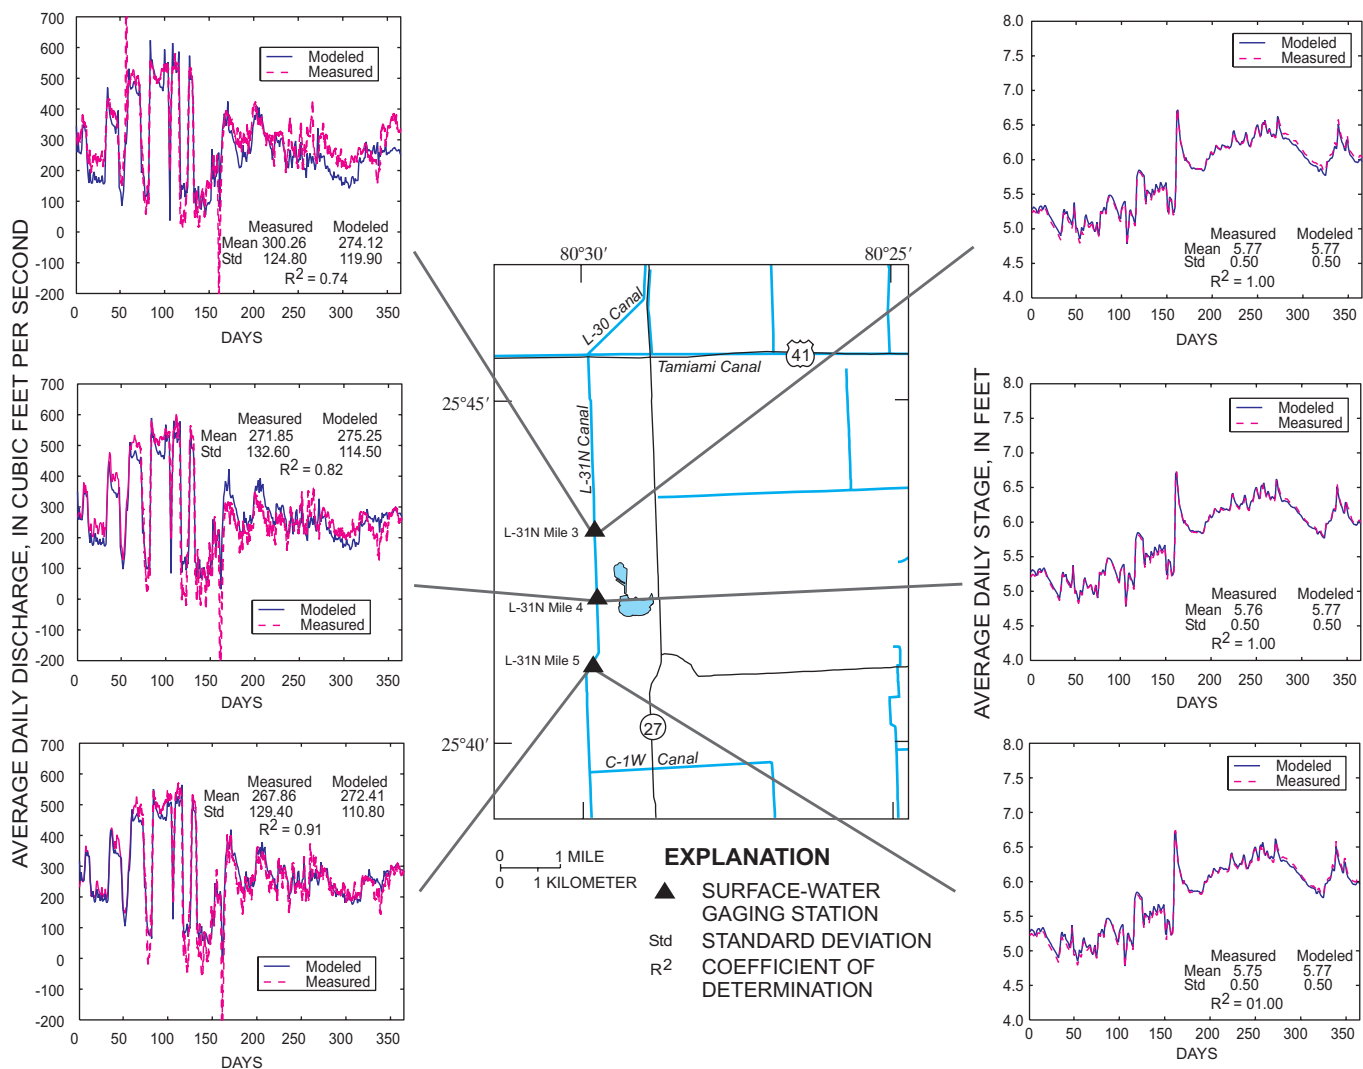 AVERAGE DAILY DISCHARGE, IN CUBIC FEET PER SECOND
700
600
500
400
300
200
100
0
-100
-200
0 50 100 150 200 250 300 350
DAYS
Modeled
Measured
Measured Modeled
Mean 300.26 274.12
Std 124.80 119.90
R2 = 0.74
700
600
500
400
300
200
100
0
-100
-200
0 50 100 150 200 250 300 350
DAYS
Measured Modeled
Mean 271.85 275.25
Std 132.60 114.50
R2 = 0.82
Modeled
Measured
700
600
500
400
300
200
100
0
-100
-200
0 50 100 150 200 250 300 350
DAYS
Measured Modeled
Mean 267.86 272.41
Std 129.40 110.80
R2 = 0.91
Modeled
Measured
80°30′ 80°25′
25°45′
25°40′
L-30 Canal
41
Tamiami Canal
L-31N Canal
L-31N Mile 3
L-31N Mile 4
L-31N Mile 5
27
C-1W Canal
0 1 MILE
0 1 KILOMETER
EXPLANATION
SURFACE-WATER
GAGING STATION
Std STANDARD DEVIATION
R2 COEFFICIENT OF
DETERMINATION
AVERAGE DAILY STAGE, IN FEET
8.0
7.5
7.0
6.5
6.0
5.5
5.0
4.5
4.0
0 50 100 150 200 250 300 350
DAYS
Modeled
Measured
Measured Modeled
Mean 5.77 5.77
Std 0.50 0.50
R2 = 1.00
8.0
7.5
7.0
6.5
6.0
5.5
5.0
4.5
4.0
0 50 100 150 200 250 300 350
DAYS
Modeled
Measured
Measured Modeled
Mean 5.76 5.77
Std 0.50 0.50
R2 = 1.00
8.0
7.5
7.0
6.5
6.0
5.5
5.0
4.5
4.0
0 50 100 150 200 250 300 350
DAYS
Modeled
Measured
Measured Modeled
Mean 5.75 5.77
Std 0.50 0.50
R2 = 01.00